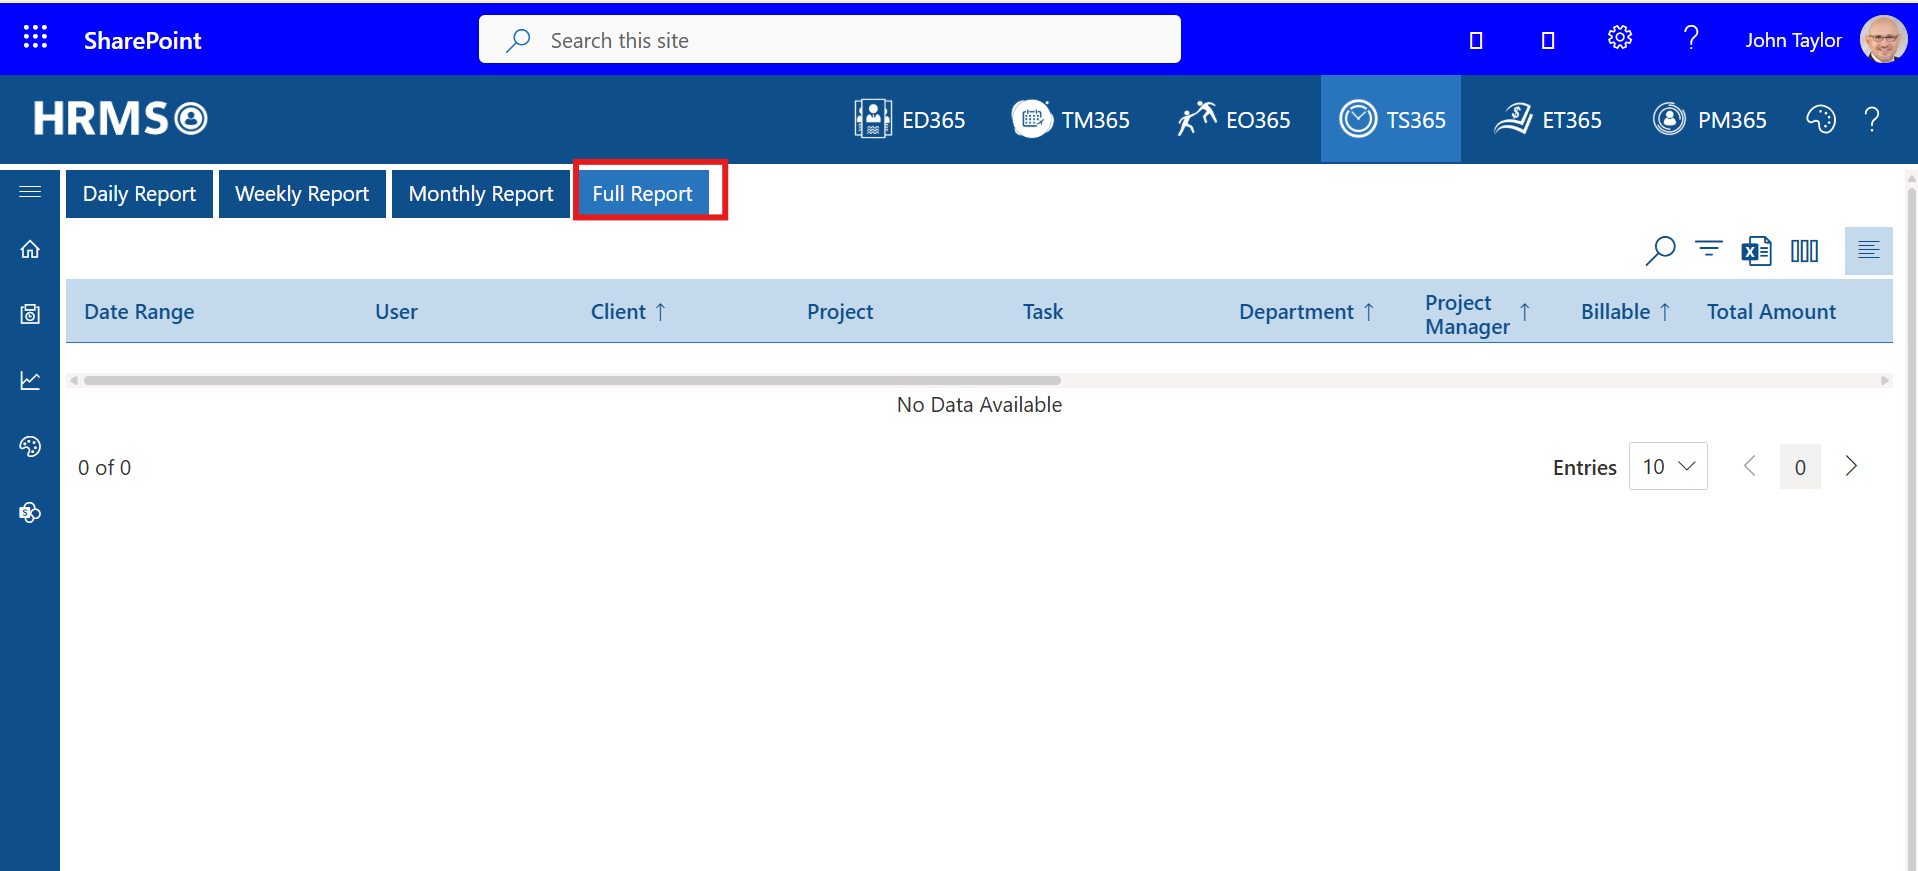 SharePoint
Search this site
John Taylor
HRMS
ED365
TM365
EO365
TS365
ET365
PM365
Daily Report
Weekly Report
Monthly Report
Full Report
Date Range
User
Client ↑
Project
Task
Department ↑
Project
Manager ↑
Billable ↑
Total Amount
No Data Available
0 of 0
Entries
10
0